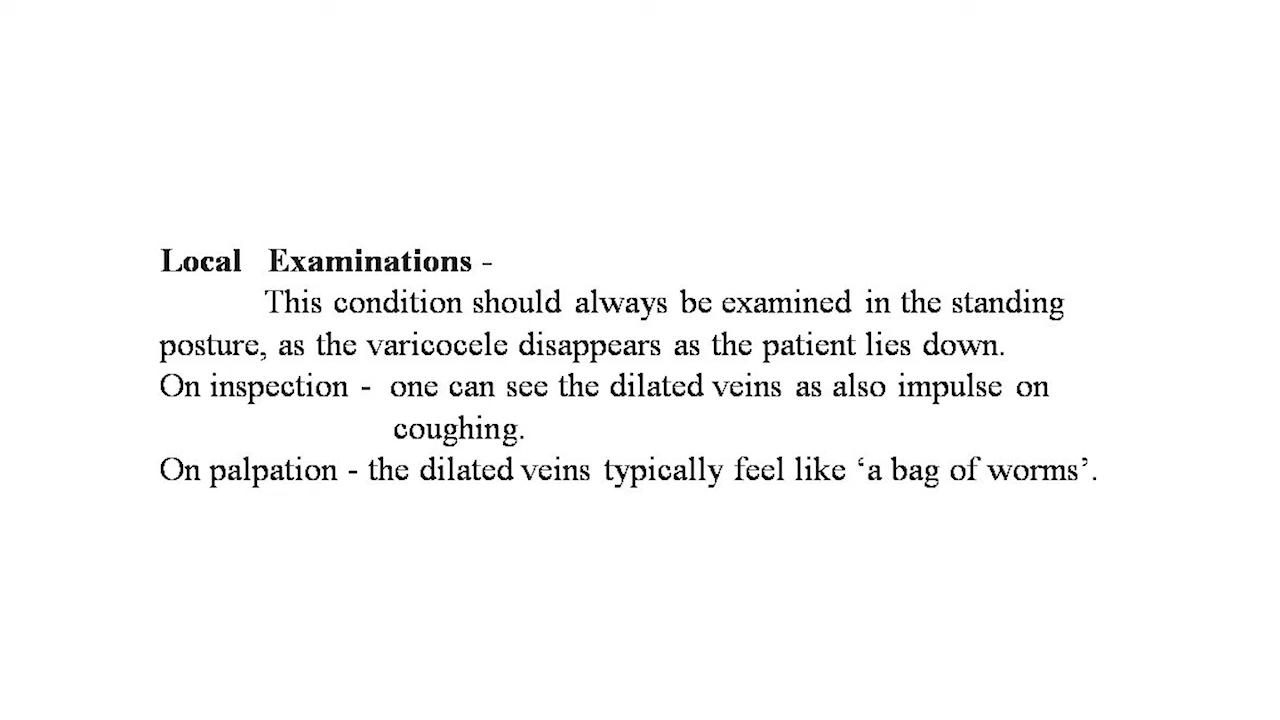 Local Examinations -
This condition should always be examined in the standing
posture, as the varicocele disappears as the patient lies down.
On inspection - one can see the dilated veins as also impulse on
coughing.
On palpation - the dilated veins typically feel like ‘a bag of worms’.